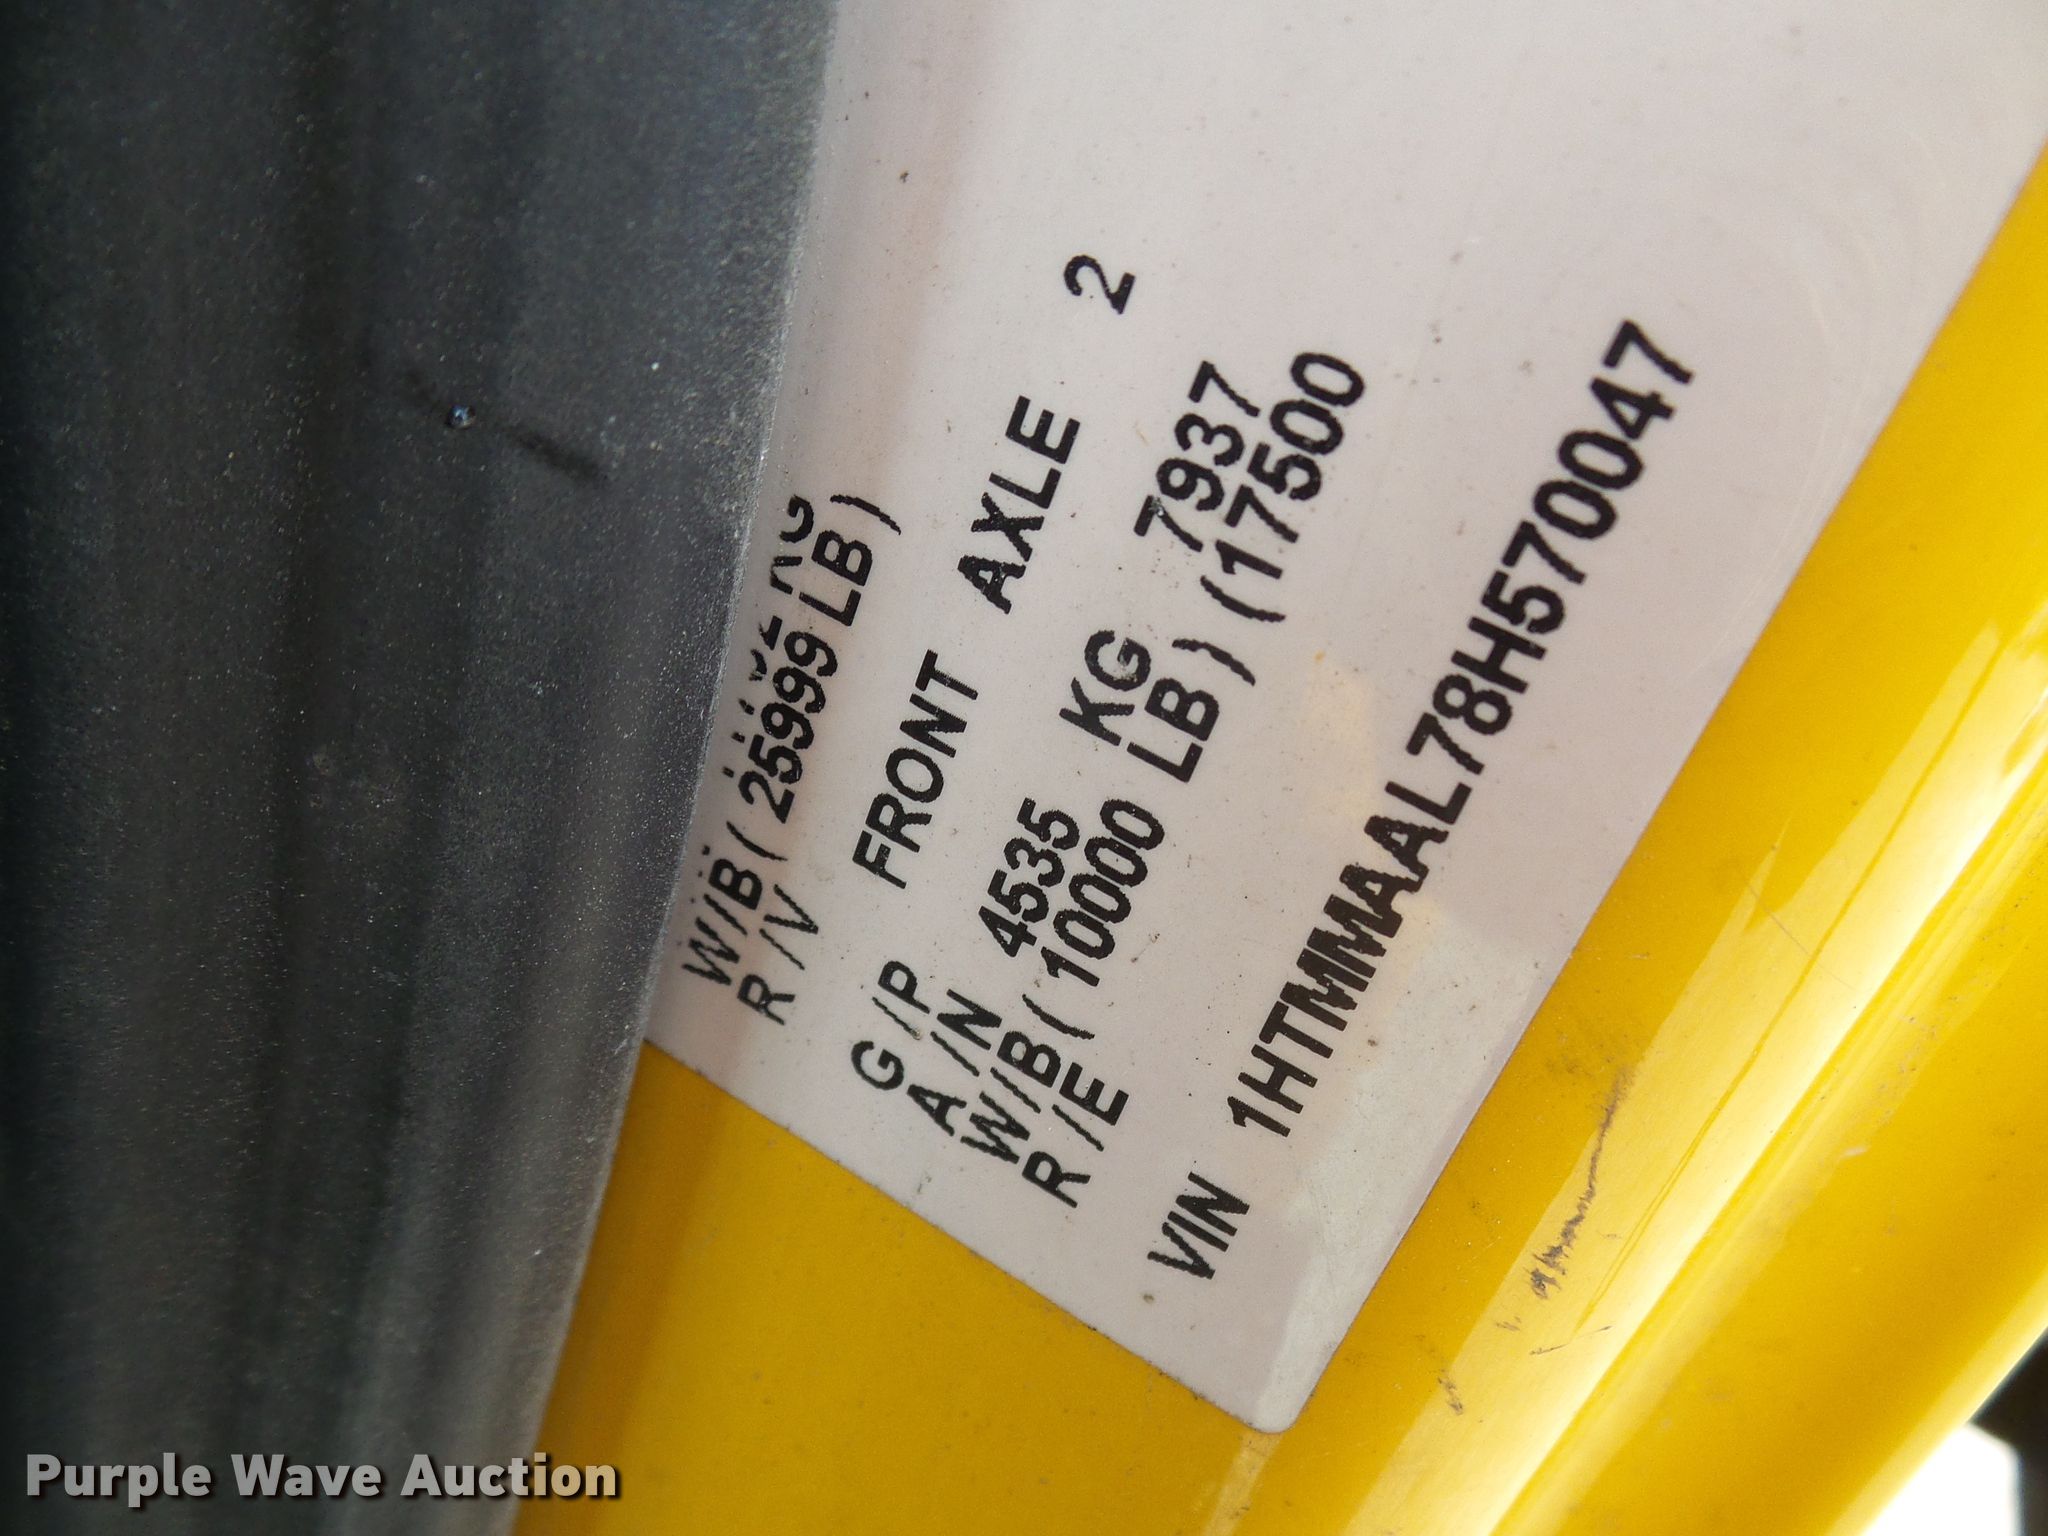 W/B ( 25999 LB )
R /V
G /P FRONT AXLE 2
A /N 4535 KG 7937
W/B ( 10000 LB ) ( 17500
R /E
VIN 1HTMMAAL78H570047
Purple Wave Auction